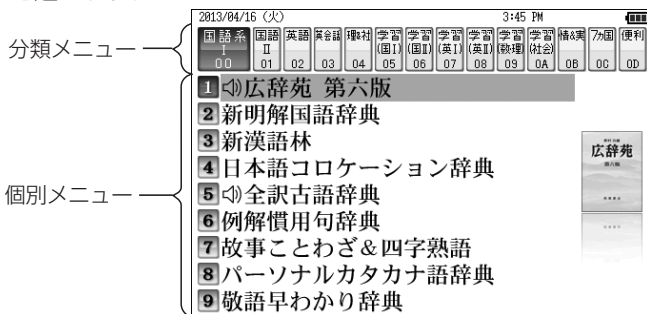 2013/04/16 (火) 3:45 PM
分類メニュー
国語系 I 00
国語 II 01
英語 02
英会話 03
理&社 04
学習(国I) 05
学習(国II) 06
学習(英I) 07
学習(英II) 08
学習(数・理) 09
学習(社会) 0A
情&実 0B
7ヵ国 0C
便利 0D
個別メニュー
1 広辞苑 第六版
2 新明解国語辞典
3 新漢語林
4 日本語コロケーション辞典
5 全訳古語辞典
6 例解慣用句辞典
7 故事ことわざ&四字熟語
8 パーソナルカタカナ語辞典
9 敬語早わかり辞典
広辞苑
第六版